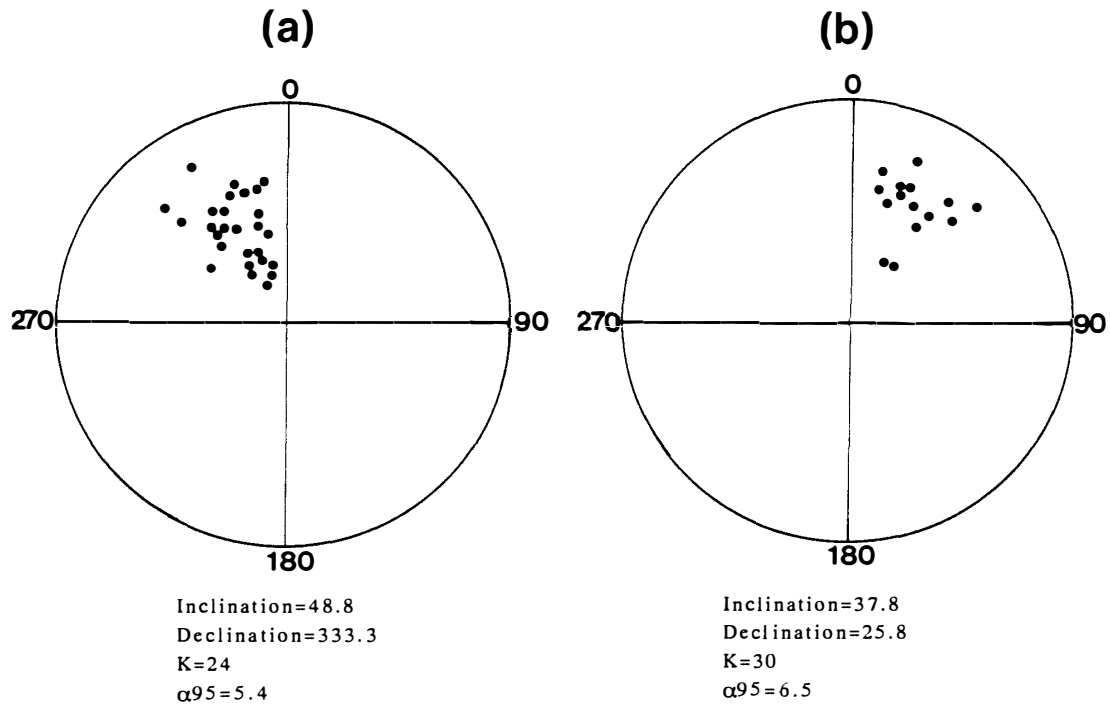 (a)
0
270
90
180
Inclination=48.8
Declination=333.3
K=24
α95=5.4
(b)
0
270
90
180
Inclination=37.8
Declination=25.8
K=30
α95=6.5